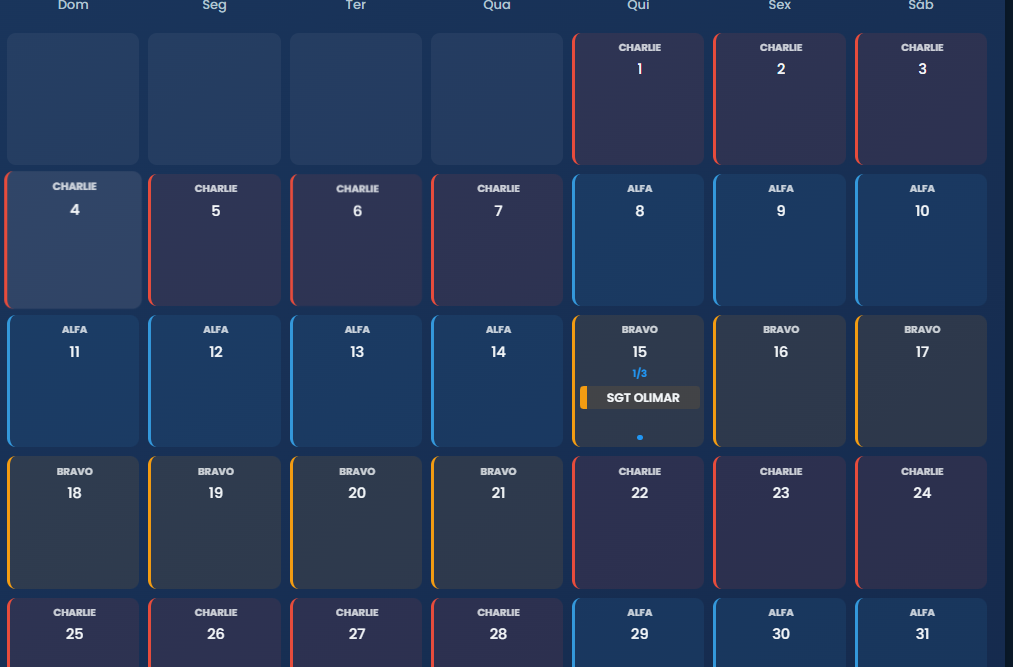 Dom Seg Ter Qua Qui Sex Sáb
CHARLIE CHARLIE CHARLIE
1 2 3
CHARLIE CHARLIE CHARLIE CHARLIE ALFA ALFA ALFA
4 5 6 7 8 9 10
ALFA ALFA ALFA ALFA BRAVO BRAVO BRAVO
11 12 13 14 15 16 17
1/3
SGT OLIMAR
BRAVO BRAVO BRAVO BRAVO CHARLIE CHARLIE CHARLIE
18 19 20 21 22 23 24
CHARLIE CHARLIE CHARLIE CHARLIE ALFA ALFA ALFA
25 26 27 28 29 30 31